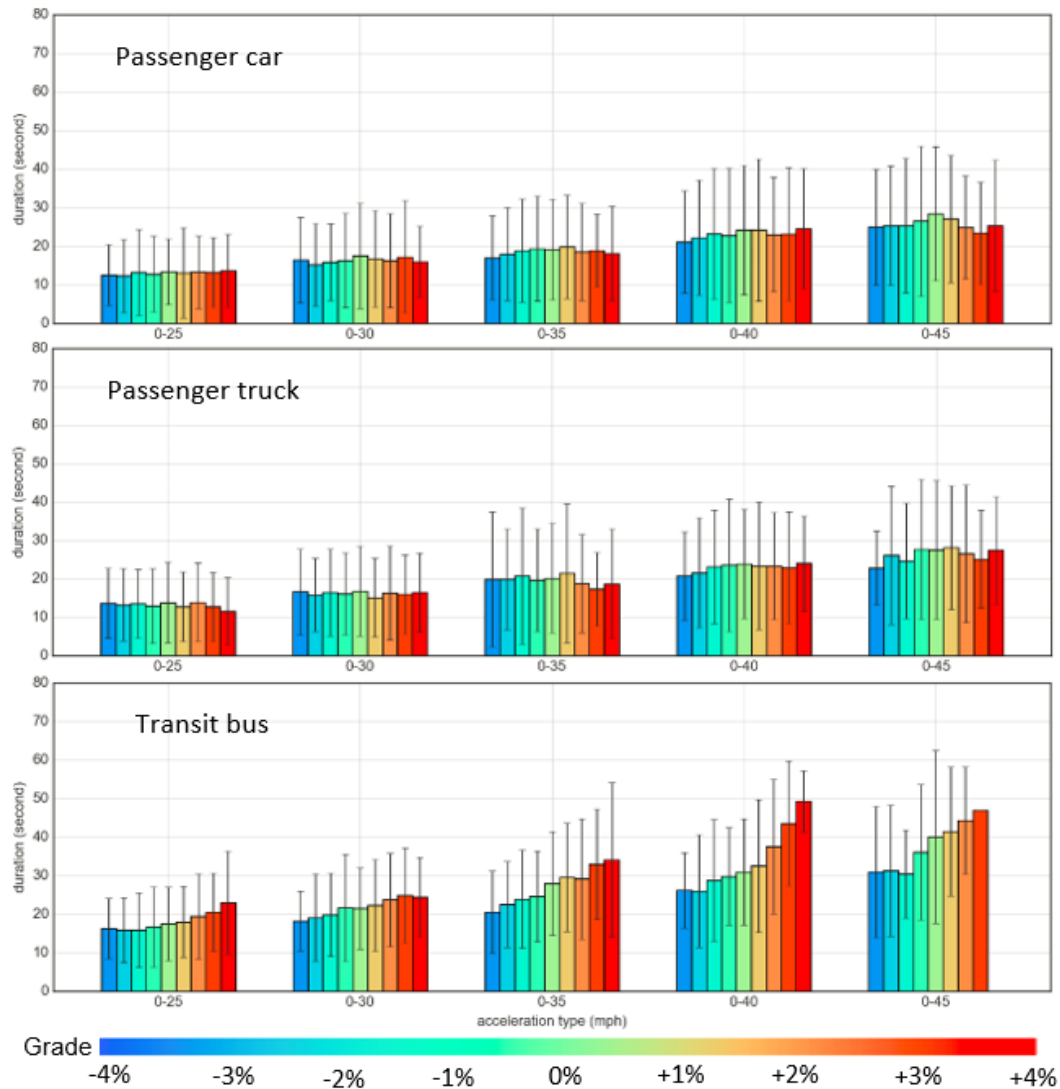 80
70
Passenger car
60
50
duration (second)
40
30
20
10
0
0-25 0-30 0-35 0-40 0-45
80
70
Passenger truck
60
50
duration (second)
40
30
20
10
0
0-25 0-30 0-35 0-40 0-45
80
70
Transit bus
60
50
duration (second)
40
30
20
10
0
0-25 0-30 0-35 0-40 0-45
acceleration type (mph)
Grade
-4% -3% -2% -1% 0% +1% +2% +3% +4%